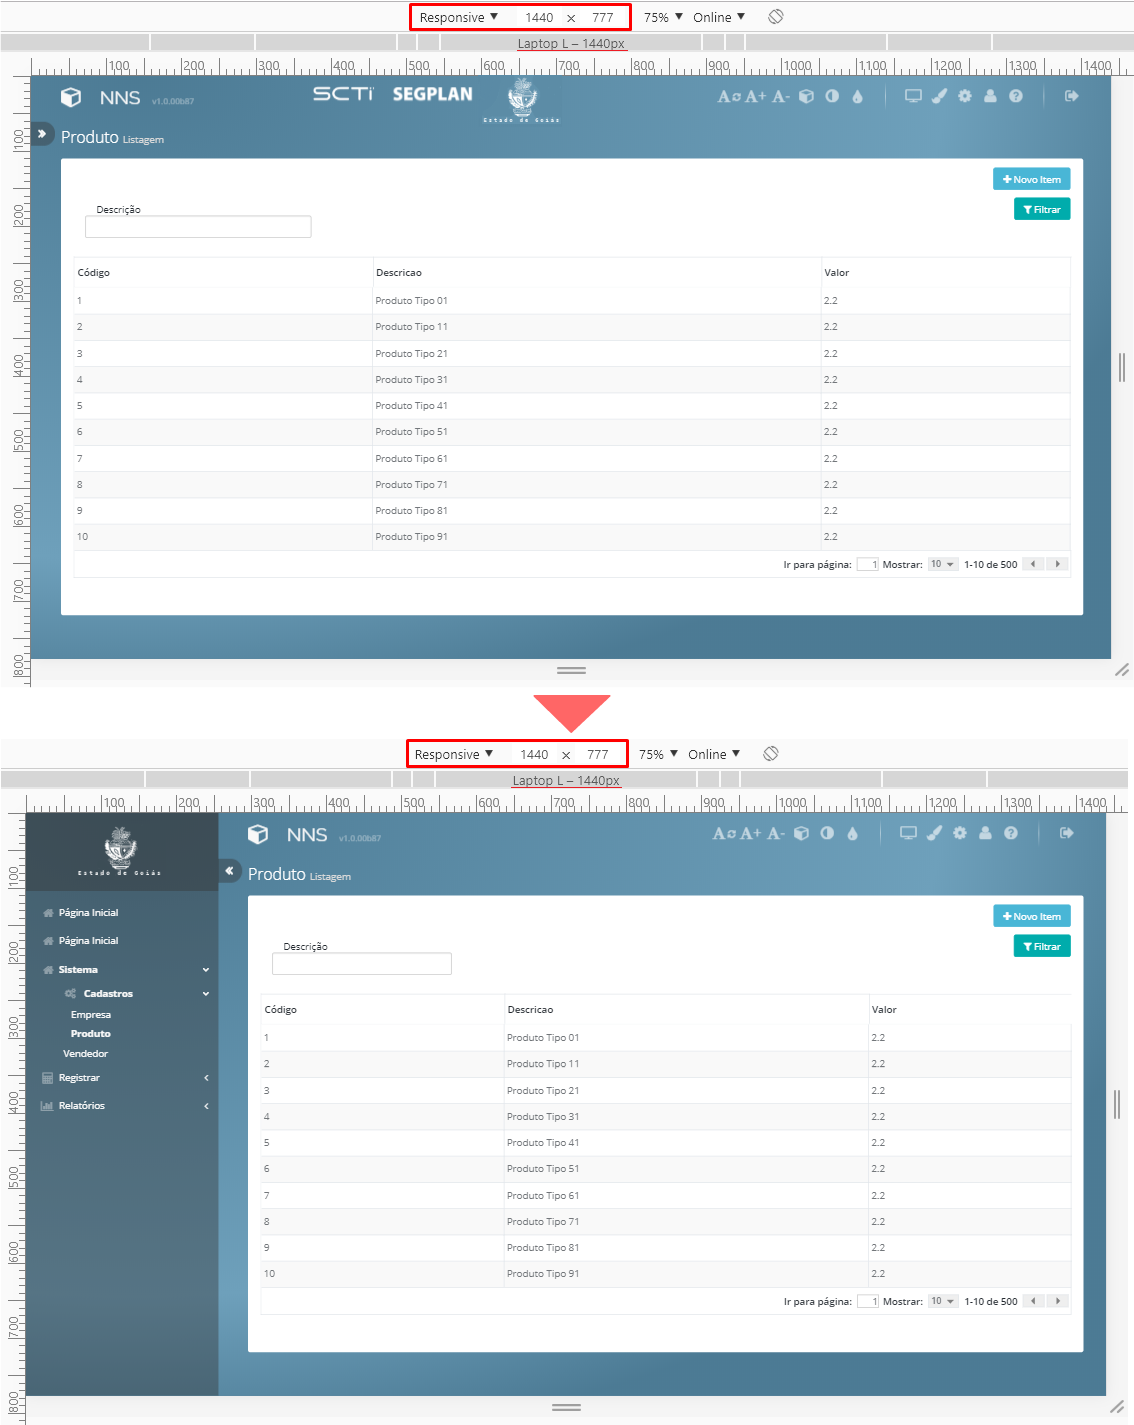 Responsive ▼ 1440 × 777 75% ▼ Online ▼
Laptop L – 1440px
100 200 300 400 500 600 700 800 900 1000 1100 1200 1300 1400
NNS v1.0.00b87 SCTi SEGPLAN Estado de Goiás A A+ A-
Produto Listagem
+ Novo Item
Filtrar
Descrição
Código Descricao Valor
1 Produto Tipo 01 2.2
2 Produto Tipo 11 2.2
3 Produto Tipo 21 2.2
4 Produto Tipo 31 2.2
5 Produto Tipo 41 2.2
6 Produto Tipo 51 2.2
7 Produto Tipo 61 2.2
8 Produto Tipo 71 2.2
9 Produto Tipo 81 2.2
10 Produto Tipo 91 2.2
Ir para página: 1 Mostrar: 10 1-10 de 500
100
200
300
400
500
600
700
800
Responsive ▼ 1440 × 777 75% ▼ Online ▼
Laptop L – 1440px
100 200 300 400 500 600 700 800 900 1000 1100 1200 1300 1400
Estado de Goiás
NNS v1.0.00b87 A A+ A-
Produto Listagem
Página Inicial
Página Inicial
Sistema
Cadastros
Empresa
Produto
Vendedor
Registrar
Relatórios
+ Novo Item
Filtrar
Descrição
Código Descricao Valor
1 Produto Tipo 01 2.2
2 Produto Tipo 11 2.2
3 Produto Tipo 21 2.2
4 Produto Tipo 31 2.2
5 Produto Tipo 41 2.2
6 Produto Tipo 51 2.2
7 Produto Tipo 61 2.2
8 Produto Tipo 71 2.2
9 Produto Tipo 81 2.2
10 Produto Tipo 91 2.2
Ir para página: 1 Mostrar: 10 1-10 de 500
100
200
300
400
500
600
700
800